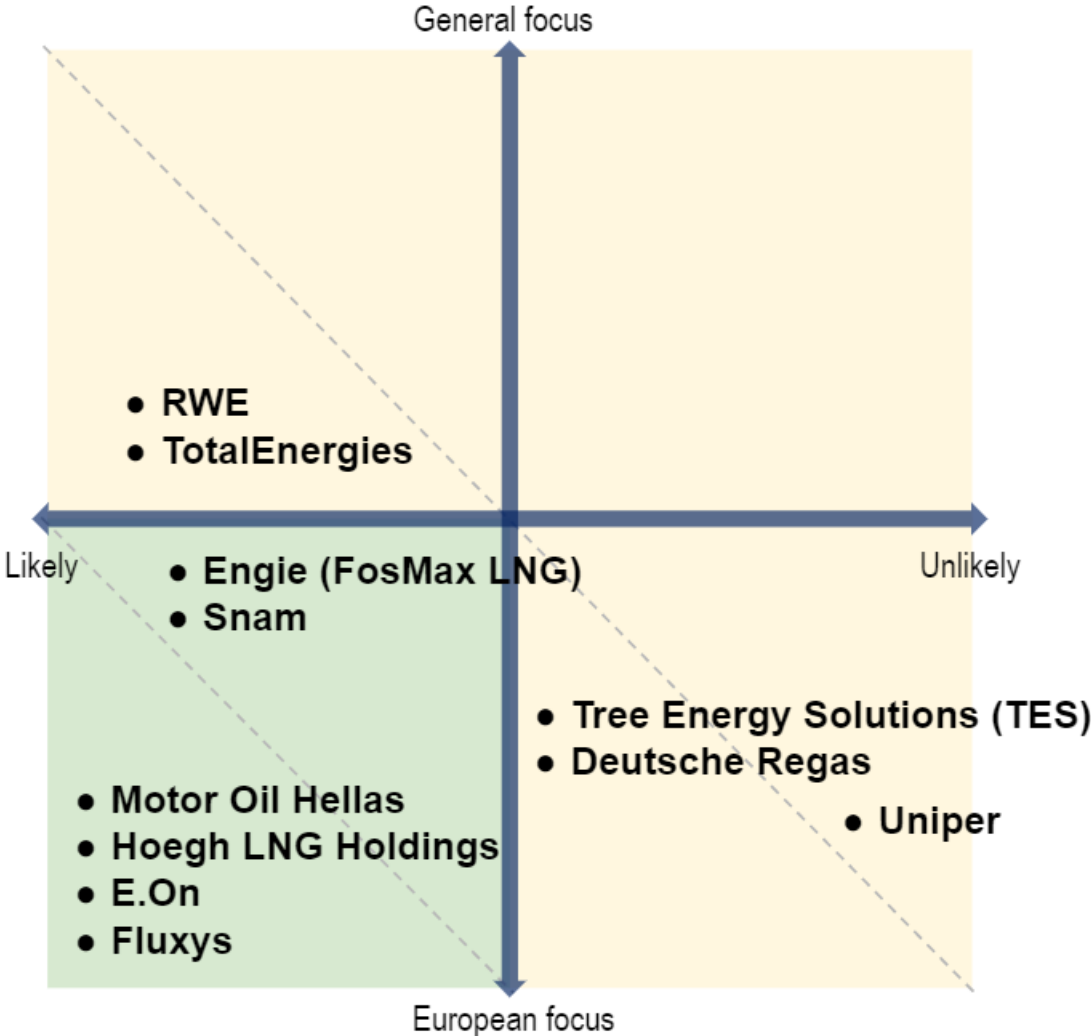 General focus
● RWE
● TotalEnergies
Likely
Unlikely
● Engie (FosMax LNG)
● Snam
● Tree Energy Solutions (TES)
● Deutsche Regas
● Motor Oil Hellas
● Uniper
● Hoegh LNG Holdings
● E.On
● Fluxys
European focus